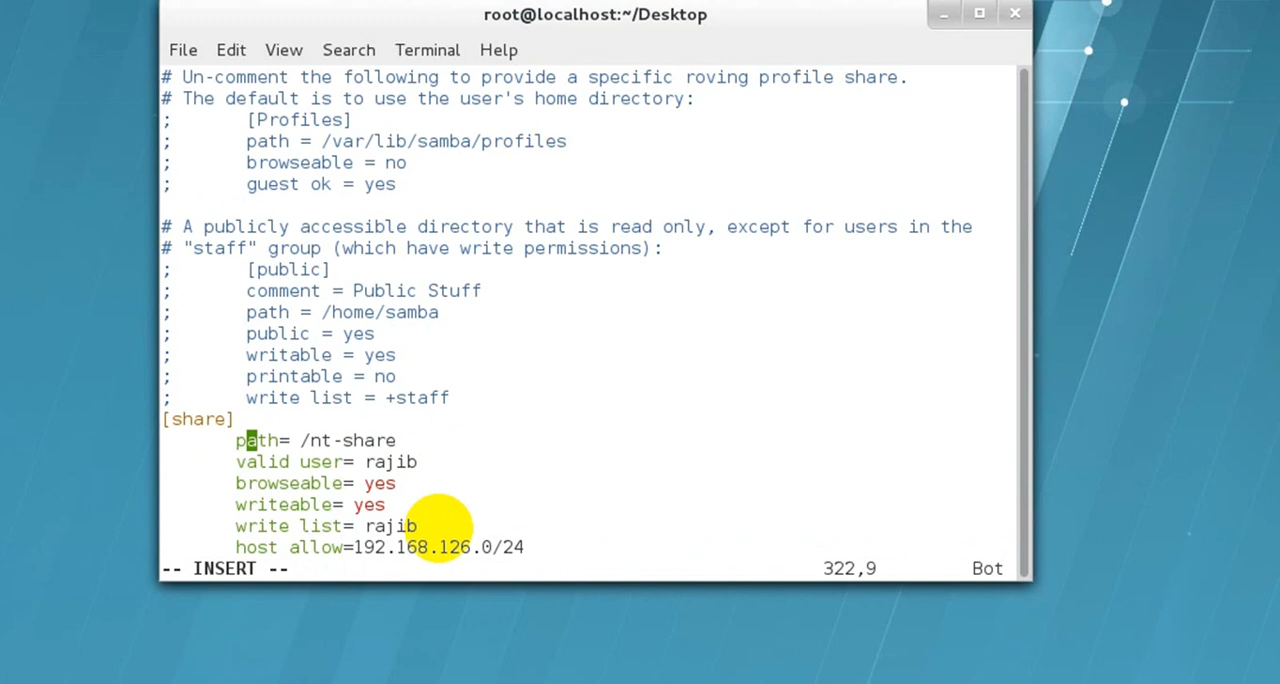 root@localhost:~/Desktop
File Edit View Search Terminal Help
# Un-comment the following to provide a specific roving profile share.
# The default is to use the user's home directory:
;       [Profiles]
;       path = /var/lib/samba/profiles
;       browseable = no
;       guest ok = yes
# A publicly accessible directory that is read only, except for users in the
# "staff" group (which have write permissions):
;       [public]
;       comment = Public Stuff
;       path = /home/samba
;       public = yes
;       writable = yes
;       printable = no
;       write list = +staff
[share]
       path= /nt-share
       valid user= rajib
       browseable= yes
       writeable= yes
       write list= rajib
       host allow=192.168.126.0/24
-- INSERT -- 322,9 Bot